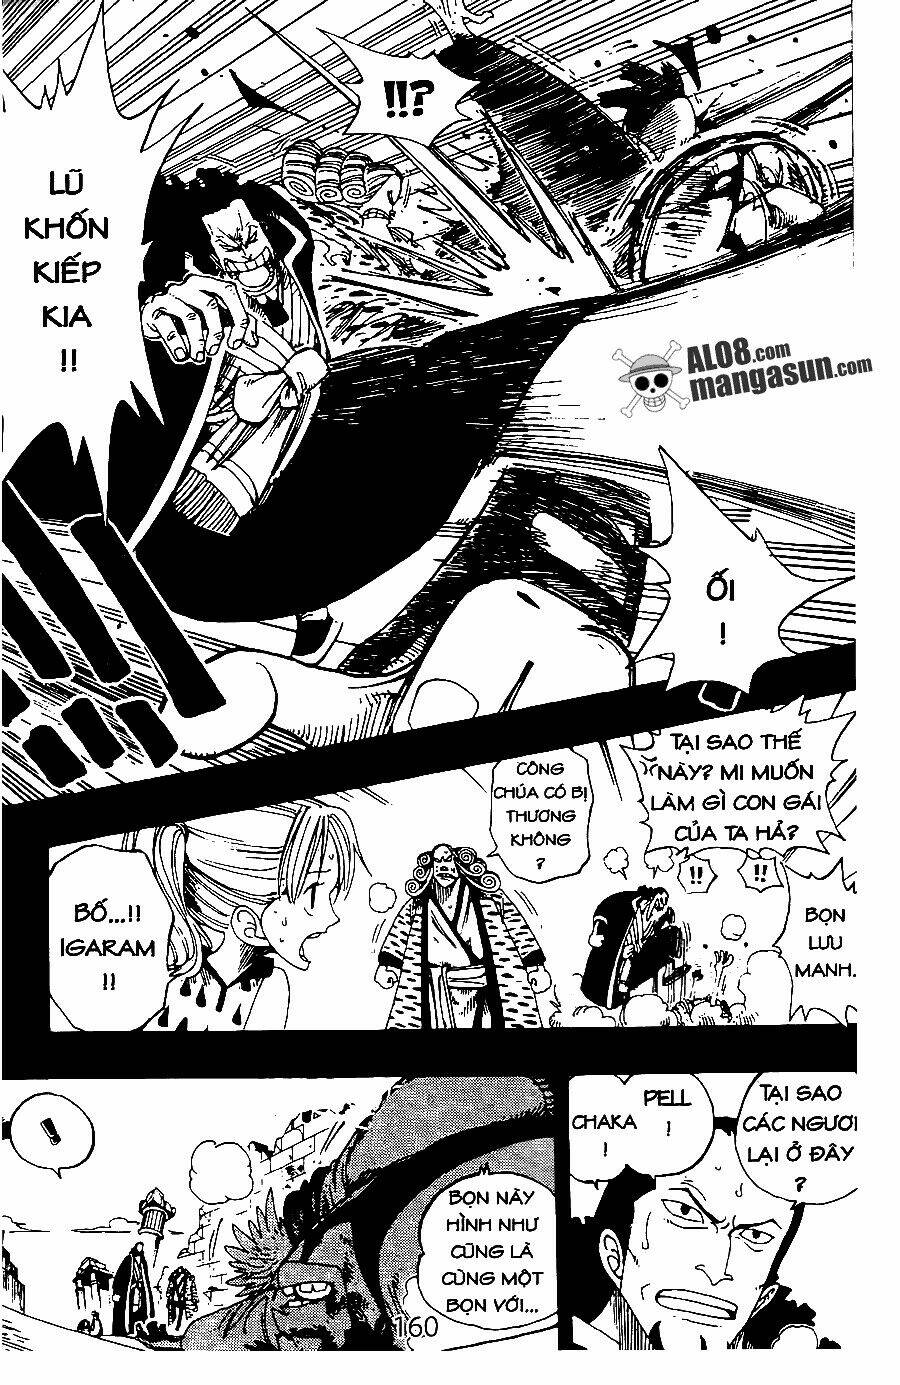 !!?
LŨ
KHỐN
KIẾP
KIA
!!
ALO8.com
mangasun.com
ỐI
!
TẠI SAO THẾ
NÀY? MI MUỐN
LÀM GÌ CON GÁI
CỦA TA HẢ?
CÔNG
CHÚA CÓ BỊ
THƯƠNG
KHÔNG
?
!!
!!
BỌN
LƯU
MANH.
BỐ...!!
IGARAM
!!
TẠI SAO
CÁC NGƯƠI
LẠI Ở ĐÂY
?
PELL
!
CHAKA
!
!
BỌN NÀY
HÌNH NHƯ
CŨNG LÀ
CÙNG MỘT
BỌN VỚI...
160